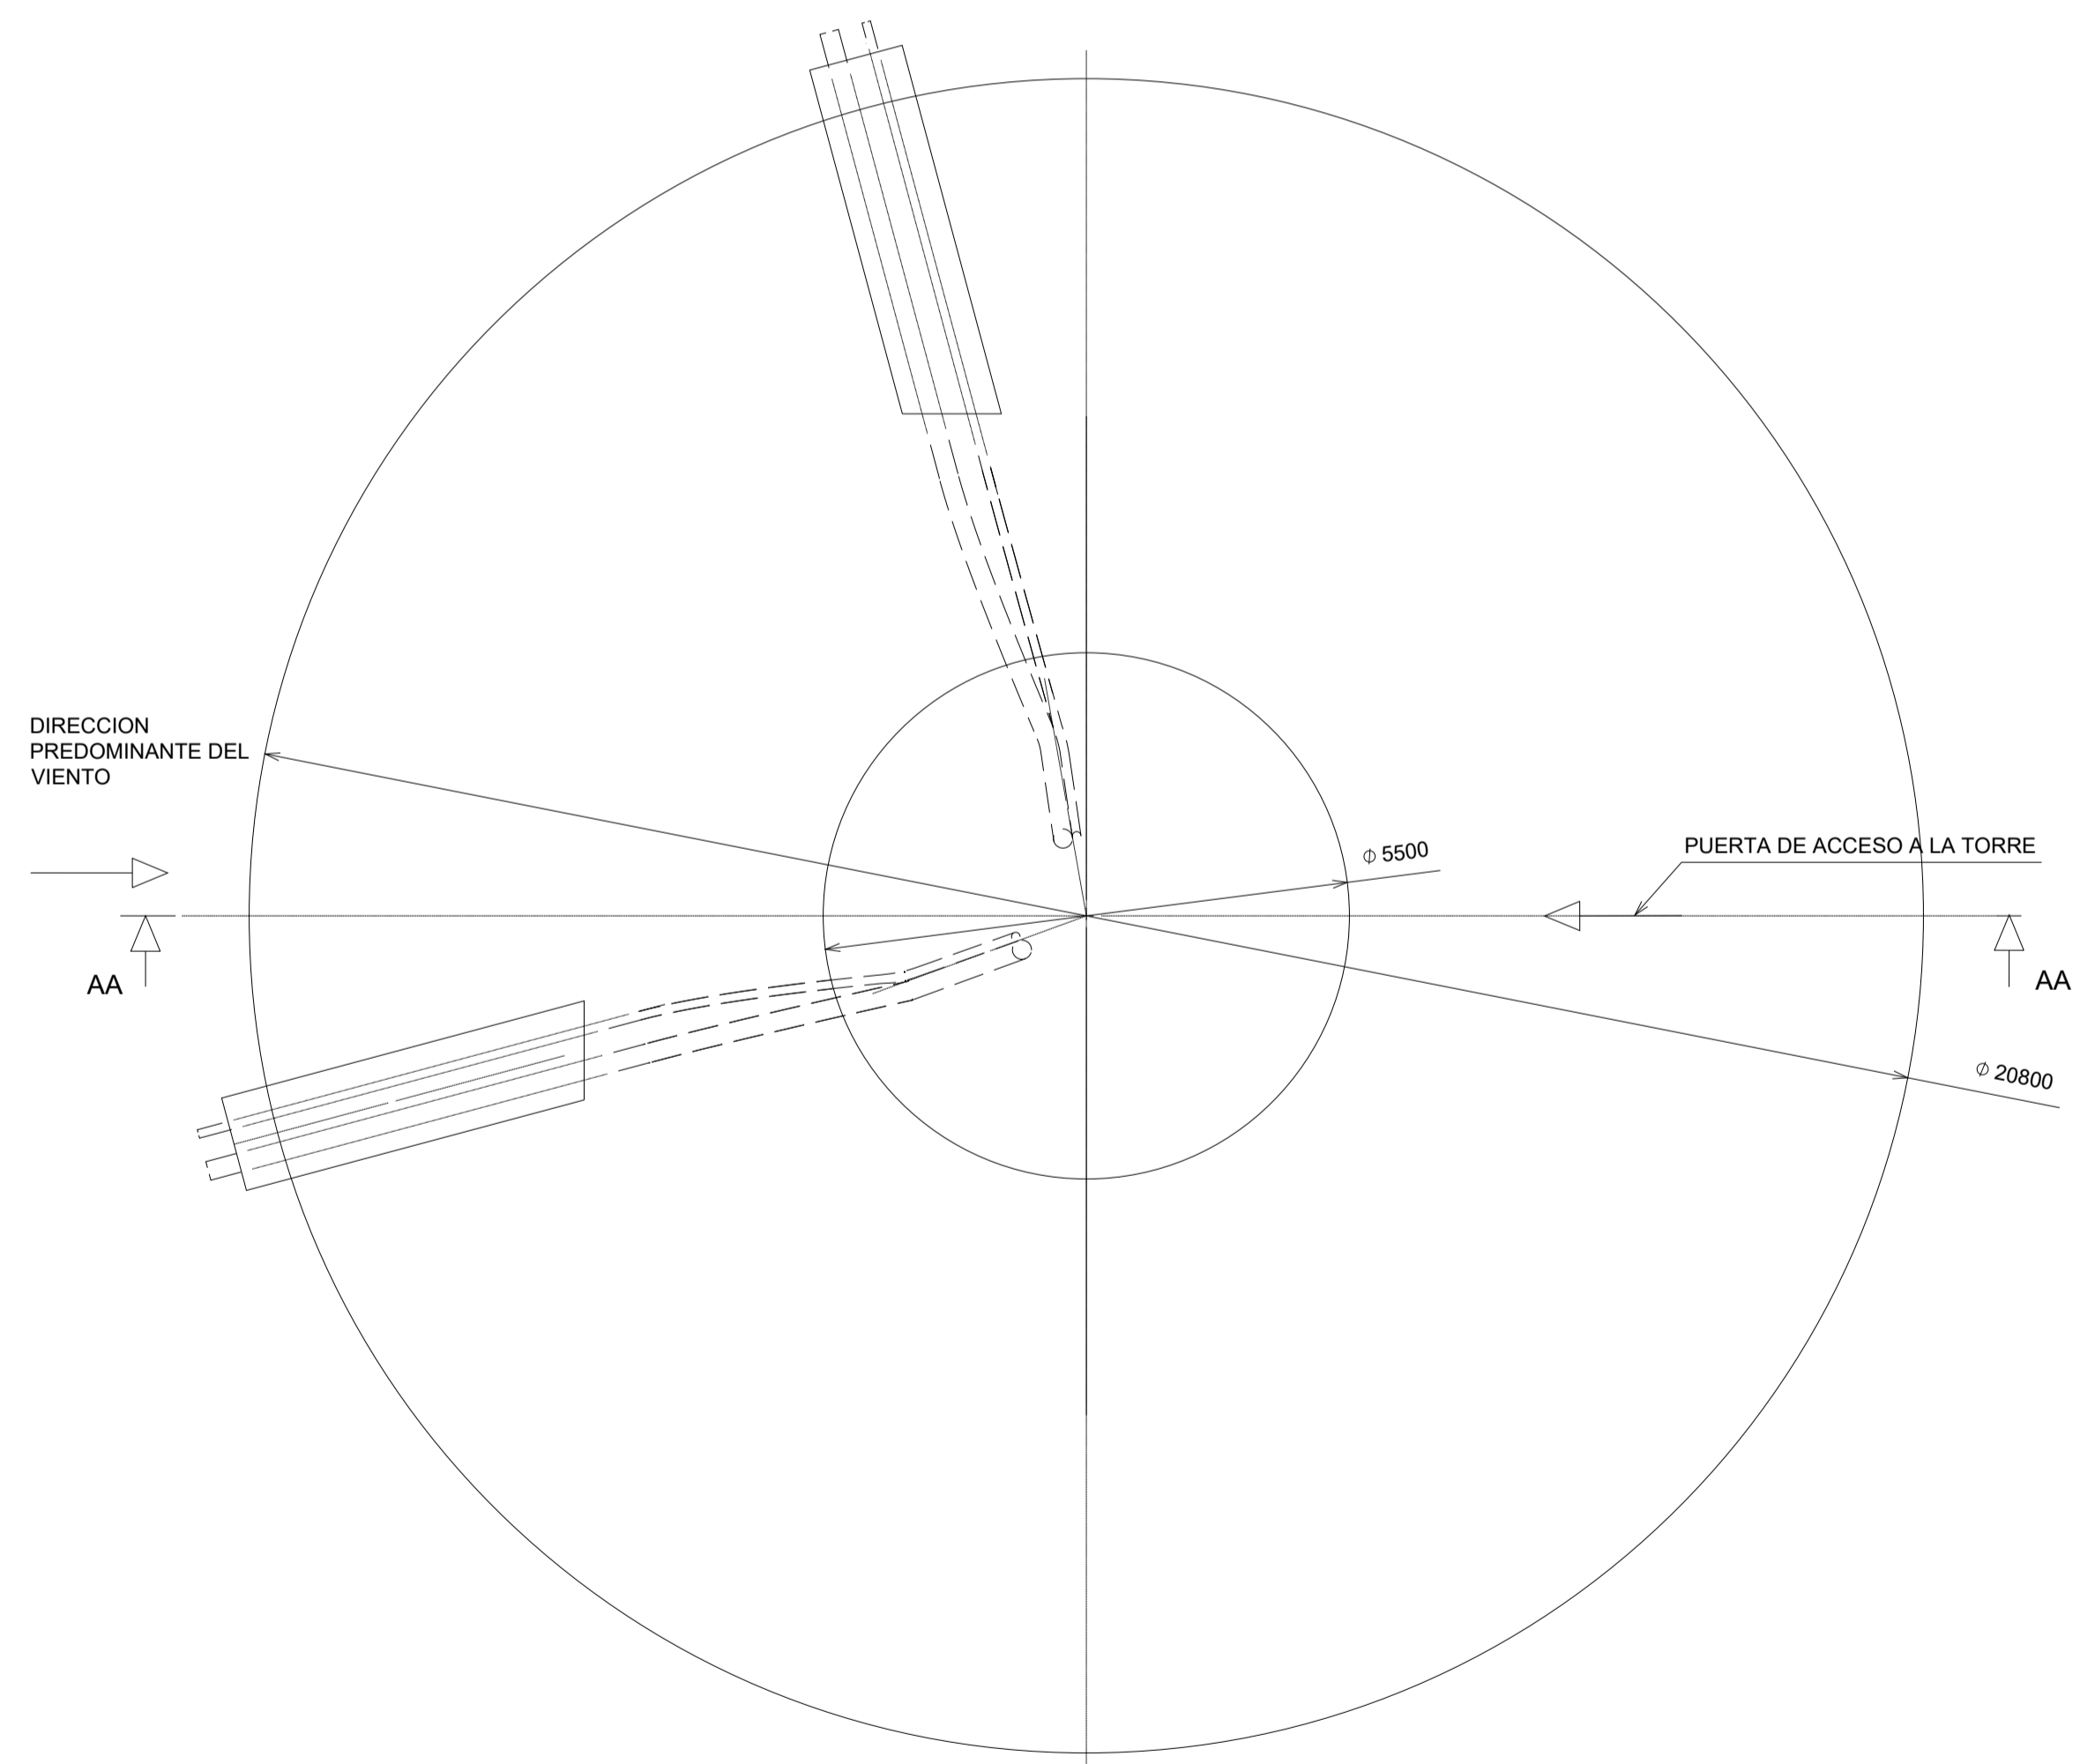 DIRECCION
PREDOMINANTE DEL
VIENTO
PUERTA DE ACCESO A LA TORRE
⌀ 5500
AA
AA
⌀ 20800